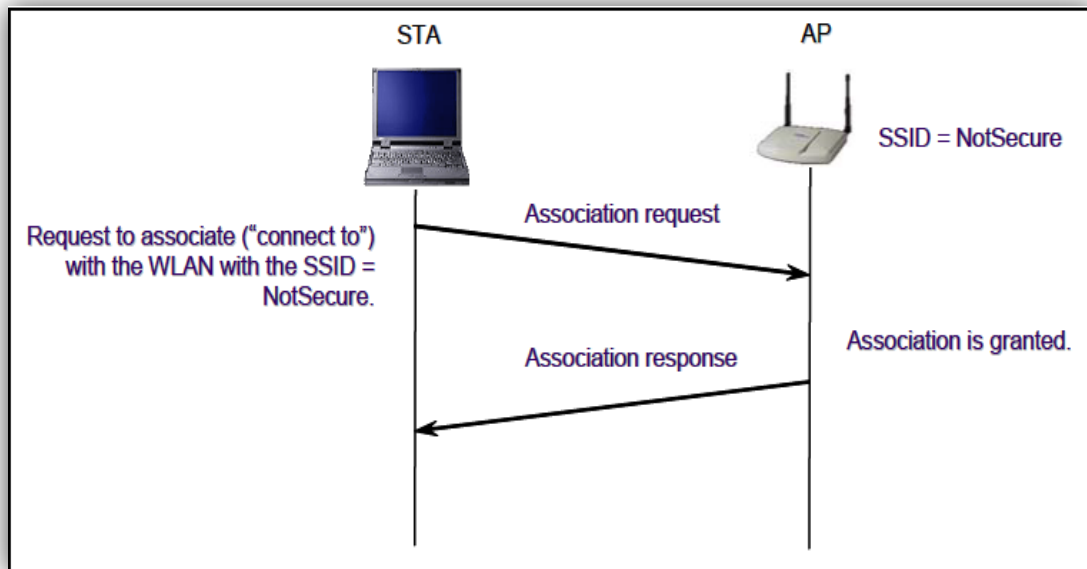 STA
AP
SSID = NotSecure
Association request
Request to associate (“connect to”)
with the WLAN with the SSID =
NotSecure.
Association is granted.
Association response